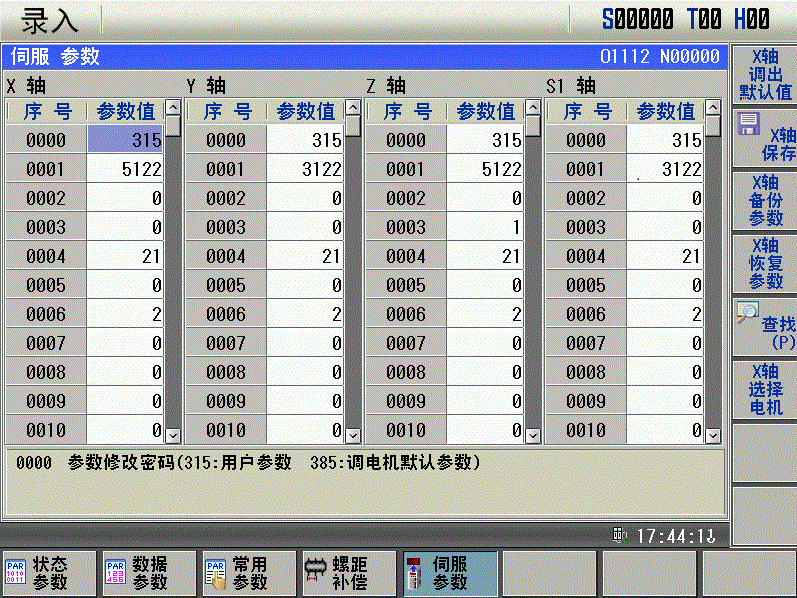 录入 S00000 T00 H00
伺服 参数 O1112 N00000
X 轴 Y 轴 Z 轴 S1 轴
序 号 参数值 序 号 参数值 序 号 参数值 序 号 参数值
0000 315 0000 315 0000 315 0000 315
0001 5122 0001 3122 0001 5122 0001 3122
0002 0 0002 0 0002 0 0002 0
0003 0 0003 0 0003 1 0003 0
0004 21 0004 21 0004 21 0004 21
0005 0 0005 0 0005 0 0005 0
0006 2 0006 2 0006 2 0006 2
0007 0 0007 0 0007 0 0007 0
0008 0 0008 0 0008 0 0008 0
0009 0 0009 0 0009 0 0009 0
0010 0 0010 0 0010 0 0010 0
0000 参数修改密码(315:用户参数 385:调电机默认参数)
X轴
调出
默认值
X轴
保存
X轴
备份
参数
X轴
恢复
参数
查找
(P)
X轴
选择
电机
PAR
1010
0011
状态
参数
PAR
123
456
数据
参数
PAR
常用
参数
螺距
补偿
伺服
参数